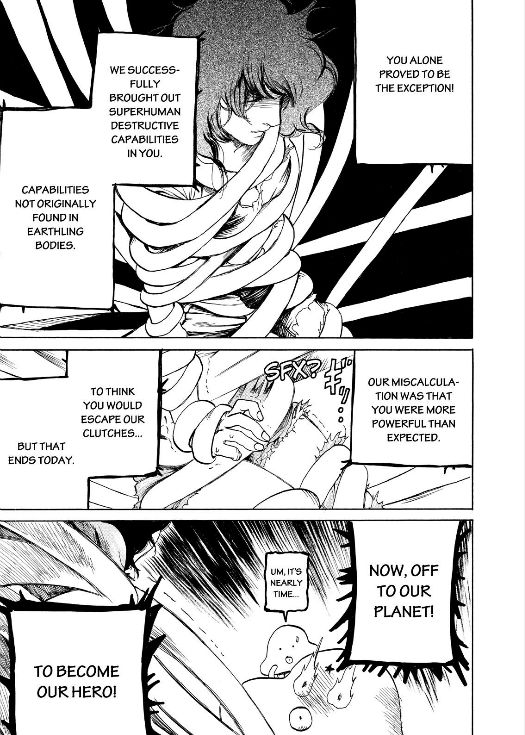 YOU ALONE
PROVED TO BE
THE EXCEPTION!
WE SUCCESS-
FULLY
BROUGHT OUT
SUPERHUMAN
DESTRUCTIVE
CAPABILITIES
IN YOU.
CAPABILITIES
NOT ORIGINALLY
FOUND IN
EARTHLING
BODIES.
OUR MISCALCULA-
TION WAS THAT
YOU WERE MORE
POWERFUL THAN
EXPECTED.
SFX?
ギ
TO THINK
YOU WOULD
ESCAPE OUR
CLUTCHES...
BUT THAT
ENDS TODAY.
NOW, OFF
TO OUR
PLANET!
UM, IT'S
NEARLY
TIME...
TO BECOME
OUR HERO!